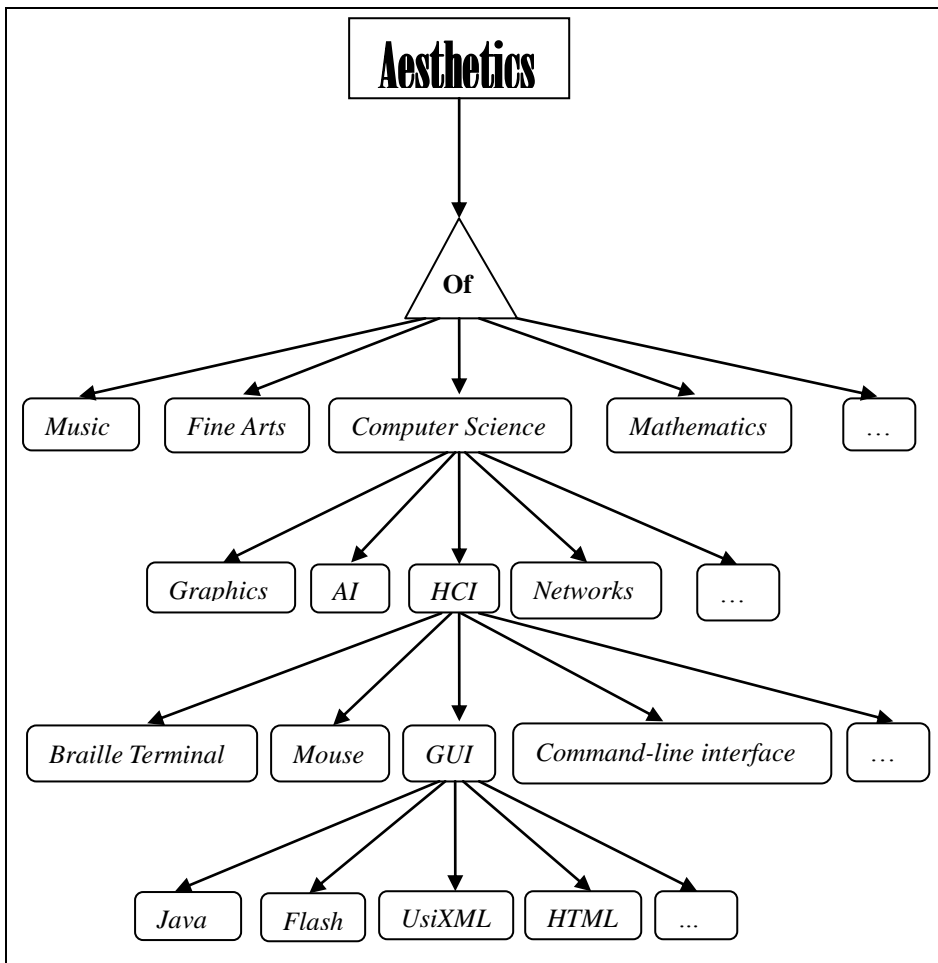 Aesthetics
Of
Music
Fine Arts
Computer Science
Mathematics
…
Graphics
AI
HCI
Networks
…
Braille Terminal
Mouse
GUI
Command-line interface
…
Java
Flash
UsiXML
HTML
...